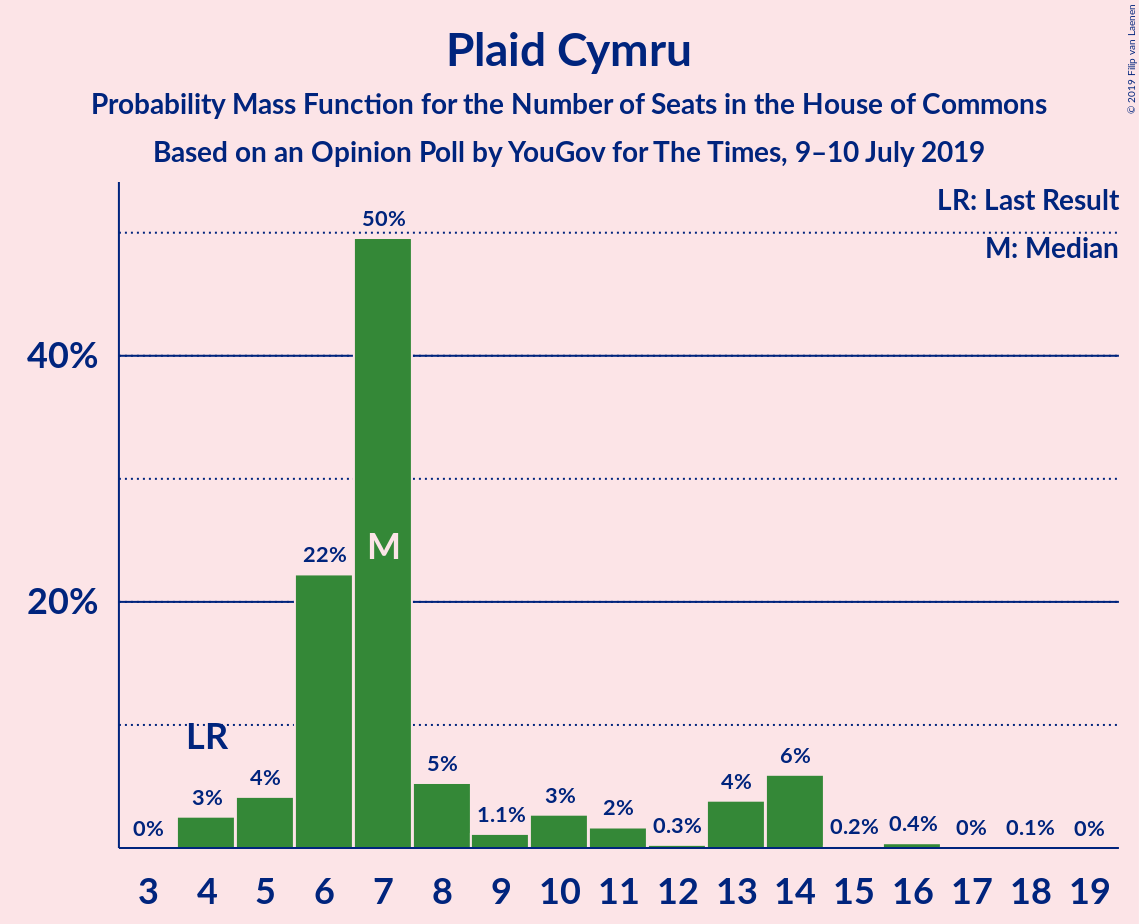 Plaid Cymru
Probability Mass Function for the Number of Seats in the House of Commons
Based on an Opinion Poll by YouGov for The Times, 9–10 July 2019
© 2019 Filip van Laenen
LR: Last Result
M: Median
50%
40%
M
22%
20%
LR
3%
4%
5%
1.1%
3%
2%
0.3%
4%
6%
0.2%
0.4%
0%
0.1%
0%
0%
3 4 5 6 7 8 9 10 11 12 13 14 15 16 17 18 19